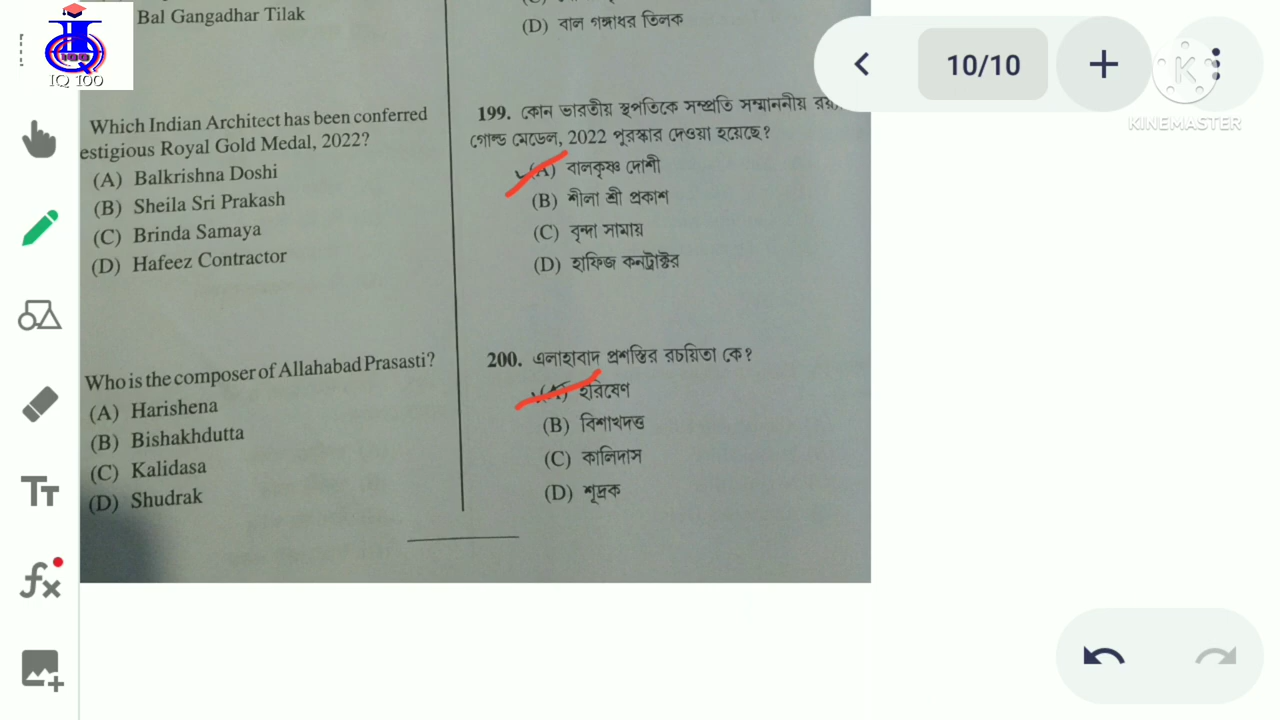 IQ 100
Bal Gangadhar Tilak
Which Indian Architect has been conferred
estigious Royal Gold Medal, 2022?
(A) Balkrishna Doshi
(B) Sheila Sri Prakash
(C) Brinda Samaya
(D) Hafeez Contractor
Who is the composer of Allahabad Prasasti?
(A) Harishena
(B) Bishakhdutta
(C) Kalidasa
(D) Shudrak
(D) বাল গঙ্গাধর তিলক
199. কোন ভারতীয় স্থপতিকে সম্প্রতি সম্মাননীয়
গোল্ড মেডেল, 2022 পুরস্কার দেওয়া হয়েছে?
(A) বালকৃষ্ণ দোশী
(B) শীলা শ্রী প্রকাশ
(C) বৃন্দা সামায়
(D) হাফিজ কনট্রাক্টর
200. এলাহাবাদ প্রশস্তির রচয়িতা কে?
(A) হরিষেণ
(B) বিশাখদত্ত
(C) কালিদাস
(D) শূদ্রক
10/10
K
KINEMASTER
Tт
fx